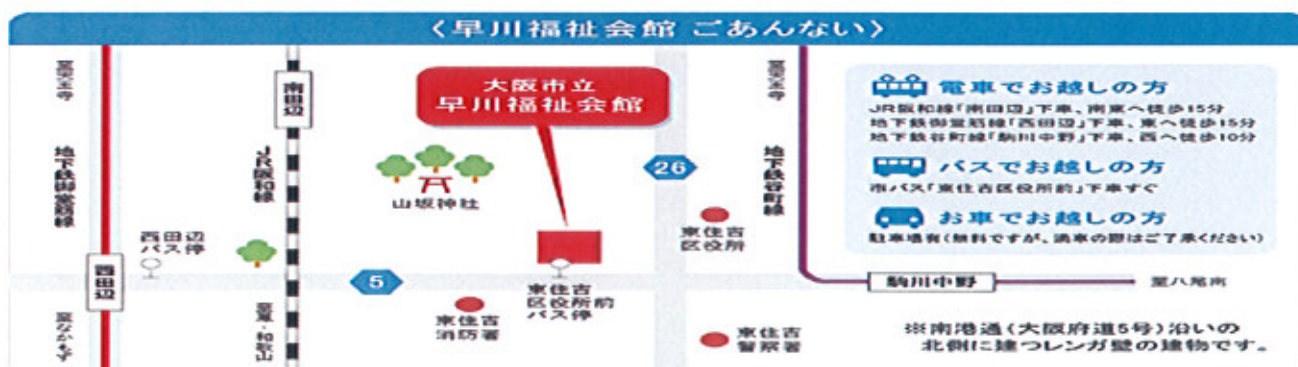 〈早川福祉会館 ごあんない〉
至天王寺
地下鉄御堂筋線
西田辺
至なかもず
西田辺
バス停
南田辺
JR阪和線
至鳳・和歌山
山坂神社
大阪市立
早川福祉会館
5
26
東住吉
消防署
東住吉
区役所前
バス停
東住吉
区役所
東住吉
警察署
至天王寺
地下鉄谷町線
駒川中野
至八尾南
電車でお越しの方
JR阪和線「南田辺」下車、南東へ徒歩15分
地下鉄御堂筋線「西田辺」下車、東へ徒歩15分
地下鉄谷町線「駒川中野」下車、西へ徒歩10分
バスでお越しの方
市バス「東住吉区役所前」下車すぐ
お車でお越しの方
駐車場有(無料ですが、満車の際はご了承ください)
※南港通(大阪府道5号)沿いの
北側に建つレンガ壁の建物です。